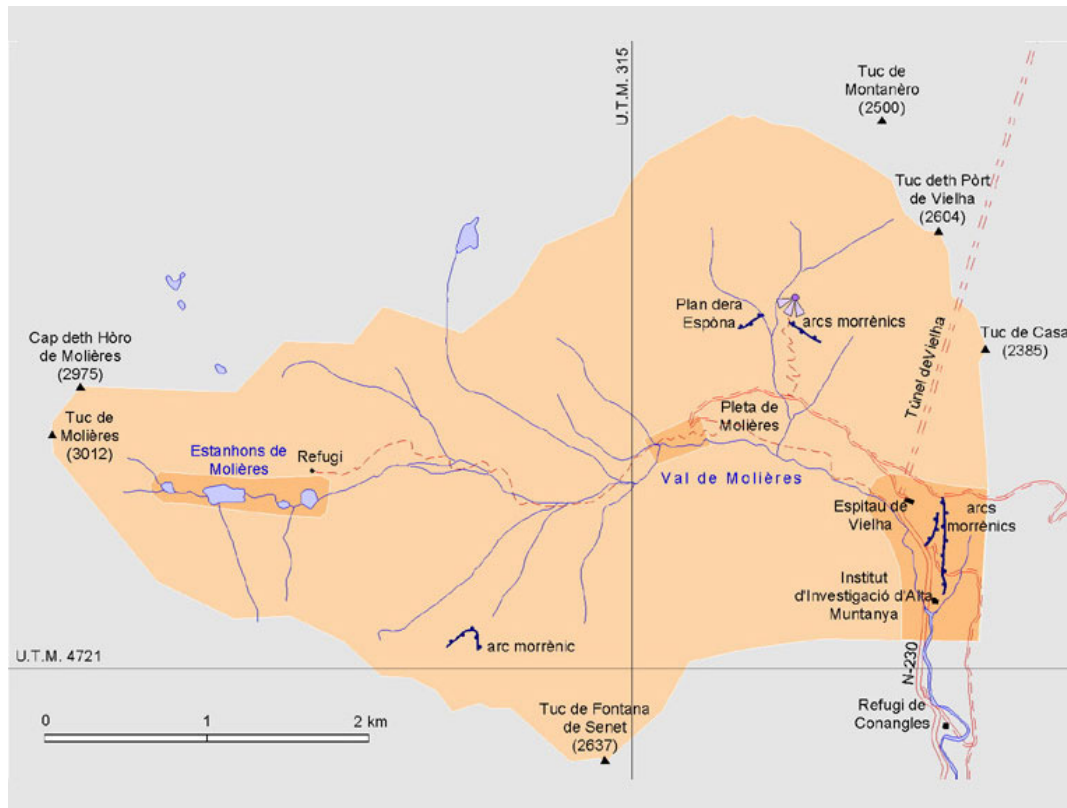 U.T.M. 315
Tuc de
Montanèro
(2500)
Tuc deth Pòrt
de Vielha
(2604)
Túnel de Vielha
Plan dera
Espòna
arcs morrènics
Tuc de Casa
(2385)
Cap deth Hòro
de Molières
(2975)
Tuc de
Molières
(3012)
Estanhons de
Molières
Refugi
Pleta de
Molières
Val de Molières
Espitau de
Vielha
arcs
morrènics
Institut
d'Investigació d'Alta
Muntanya
arc morrènic
U.T.M. 4721
N-230
Refugi de
Conangles
Tuc de Fontana
de Senet
(2637)
0 1 2 km